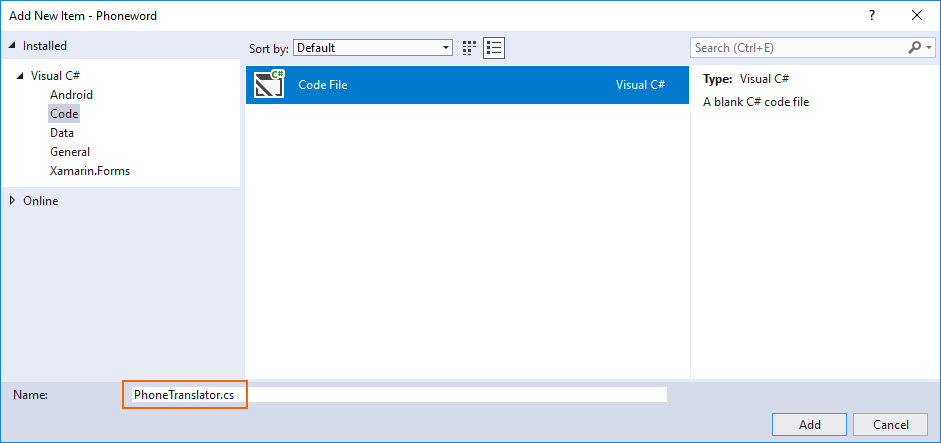 Add New Item - Phoneword
?
Installed
Sort by: Default
Search (Ctrl+E)
Visual C#
Android
Code
Data
General
Xamarin.Forms
Online
C#
Code File Visual C#
Type: Visual C#
A blank C# code file
Name: PhoneTranslator.cs
Add Cancel